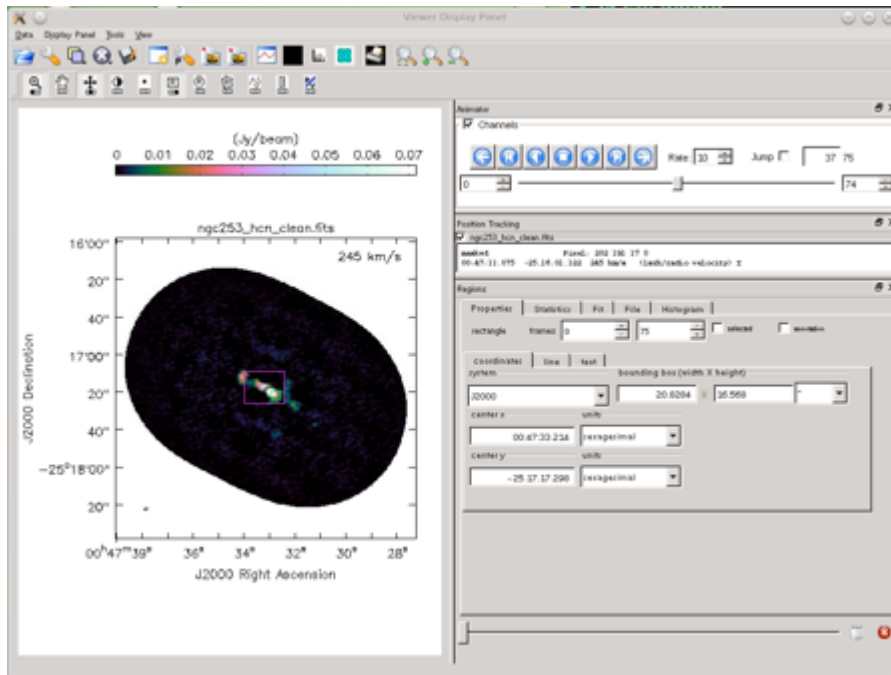 Viewer Display Panel
Data Display Panel Tools View
(Jy/beam)
0 0.01 0.02 0.03 0.04 0.05 0.06 0.07
ngc253_hcn_clean.fits
245 km/s
16'00"
20"
40"
17'00"
20"
40"
-25°18'00"
20"
J2000 Declination
00ʰ47ᵐ39ˢ 36ˢ 34ˢ 32ˢ 30ˢ 28ˢ
J2000 Right Ascension
Animator
Channels
Rate: 10 Jump 37 75
0 74
Position Tracking
ngc253_hcn_clean.fits
245 km/s
Regions
Properties Statistics Fit File Histogram
rectangle frames 0 75 selected
coordinates line text
system bounding box (width X height)
J2000 X 16.560
center x units
00:47:33.214 sexagesimal
center y units
-25.17.17.298 sexagesimal